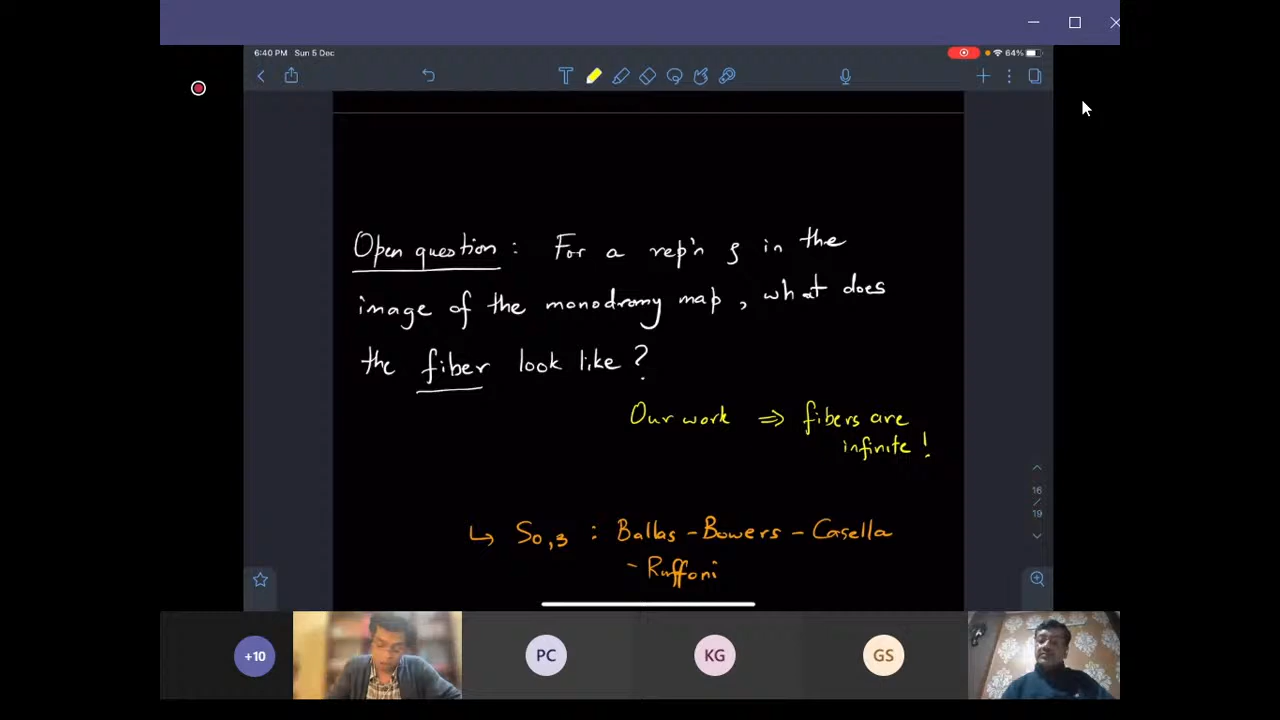 6:40 PM Sun 5 Dec
64%
Open question : For a rep'n ρ in the
image of the monodromy map, what does
the fiber look like ?
Our work ⇒ fibers are
infinite !
16
/
19
↳ S0,3 : Ballas - Bowers - Casella
- Ruffoni
+10
PC
KG
GS